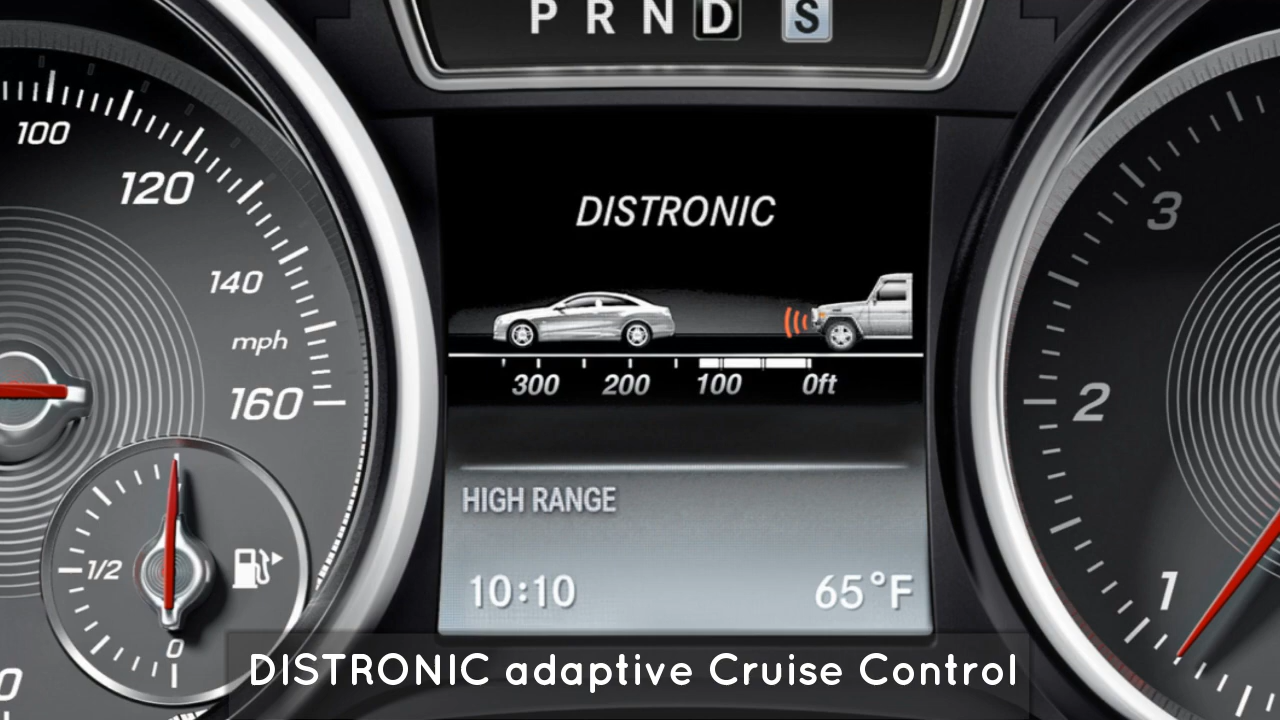 P R N D S
100
120
140
mph
160
1/2
0
0
DISTRONIC
300 200 100 0ft
HIGH RANGE
10:10 65°F
3
2
1
DISTRONIC adaptive Cruise Control